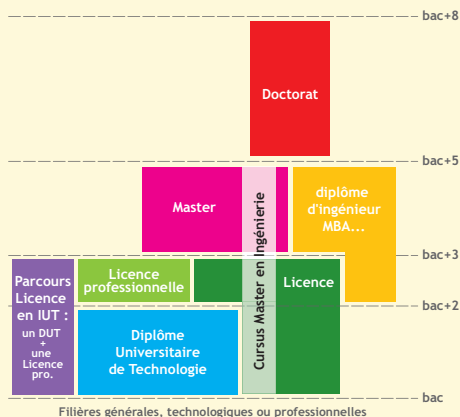 bac+8
Doctorat
bac+5
Master
diplôme
d'ingénieur
MBA...
Cursus Master en Ingénierie
bac+3
Parcours
Licence
en IUT :
un DUT
+
une
Licence
pro.
Licence
professionnelle
Licence
bac+2
Diplôme
Universitaire
de Technologie
bac
Filières générales, technologiques ou professionnelles